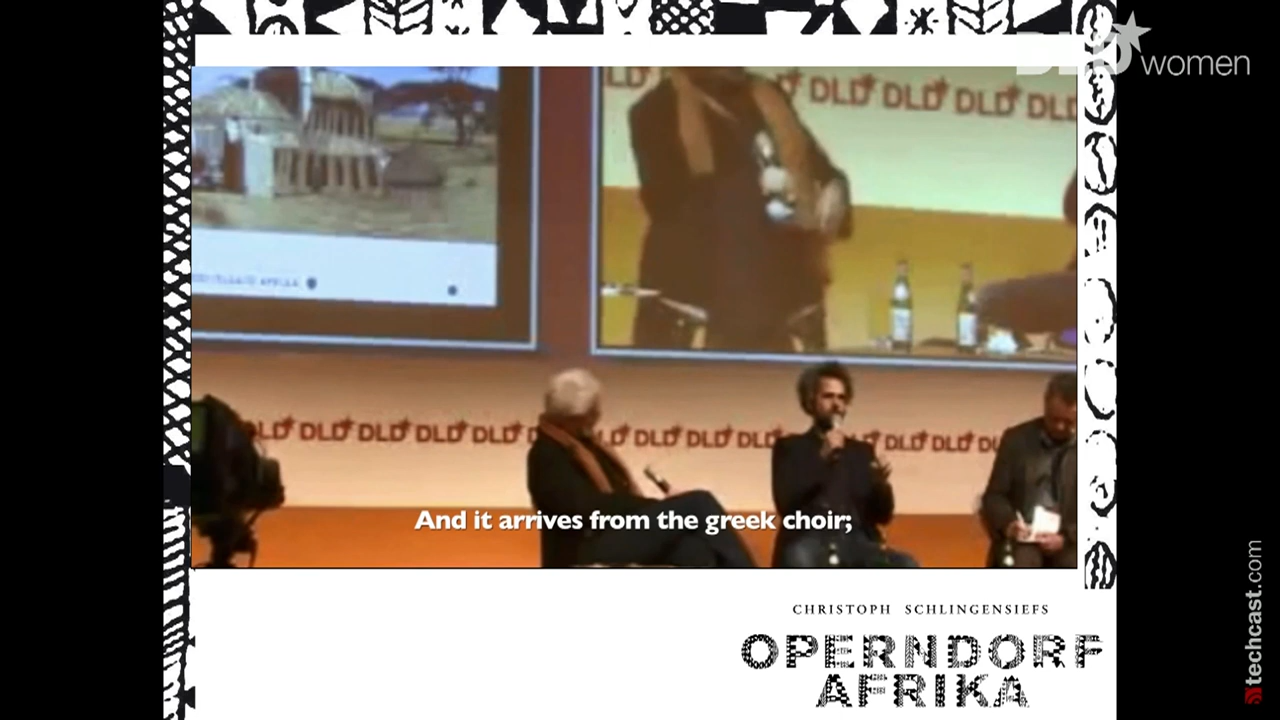 DLD women
DLD DLD DLD DLD
DLD DLD DLD DLD DLD DLD DLD DLD DLD DLD
And it arrives from the greek choir;
CHRISTOPH SCHLINGENSIEFS
OPERNDORF
AFRIKA
techcast.com